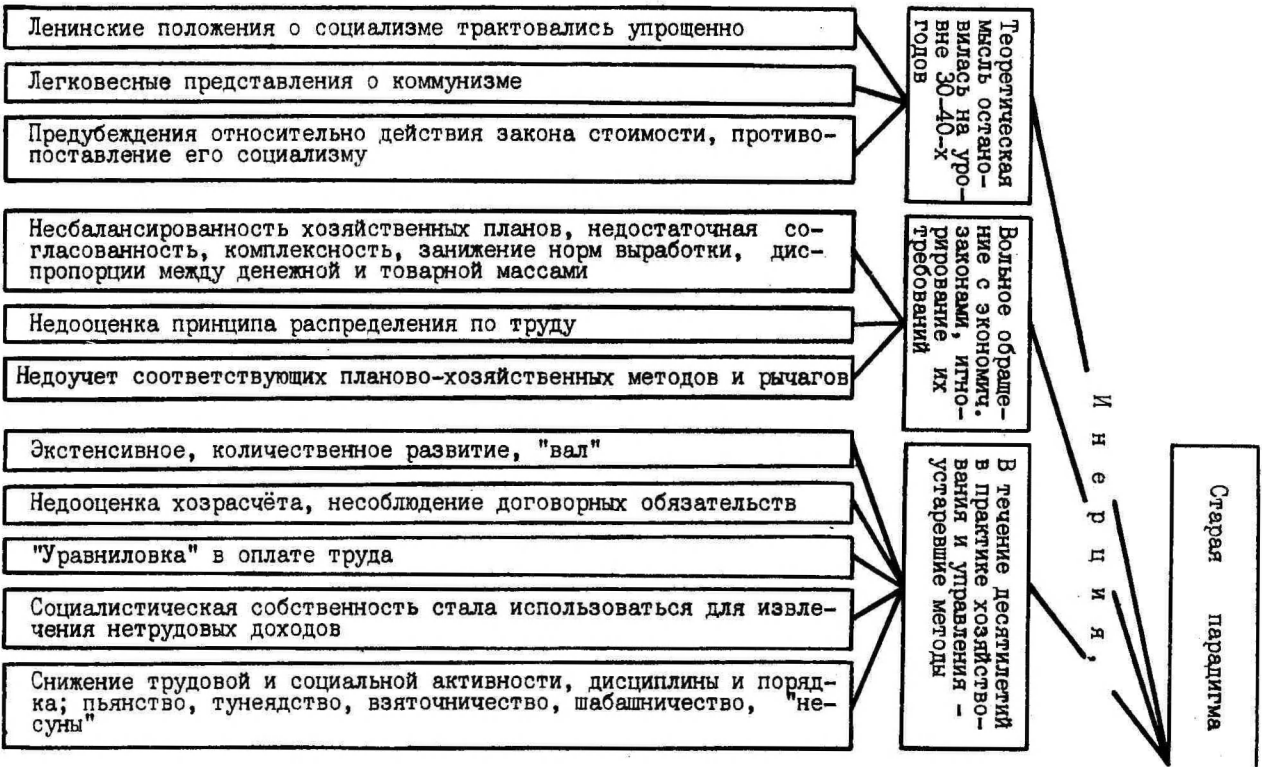 Ленинские положения о социализме трактовались упрощенно
Легковесные представления о коммунизме
Предубеждения относительно действия закона стоимости, противо-
поставление его социализму
Теоретическая
мысль остано-
вилась на уро-
вне 30-40-х
годов
Несбалансированность хозяйственных планов, недостаточная со-
гласованность, комплексность, занижение норм выработки, дис-
пропорции между денежной и товарной массами
Недооценка принципа распределения по труду
Недоучет соответствующих планово-хозяйственных методов и рычагов
Вольное обраще-
ние с экономич.
законами, игно-
рирование их
требований
Экстенсивное, количественное развитие, "вал"
Недооценка хозрасчёта, несоблюдение договорных обязательств
"Уравниловка" в оплате труда
Социалистическая собственность стала использоваться для извле-
чения нетрудовых доходов
Снижение трудовой и социальной активности, дисциплины и поряд-
ка; пьянство, тунеядство, взяточничество, шабашничество, "не-
суны"
В течение десятилетий
в практике хозяйство-
вания и управления -
устаревшие методы
Инерция,
Старая парадигма